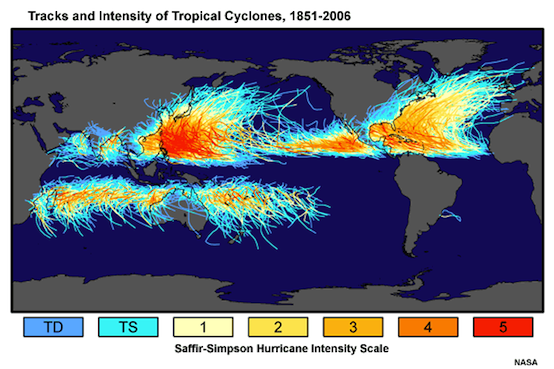 Tracks and Intensity of Tropical Cyclones, 1851-2006
TD TS 1 2 3 4 5
Saffir-Simpson Hurricane Intensity Scale
NASA